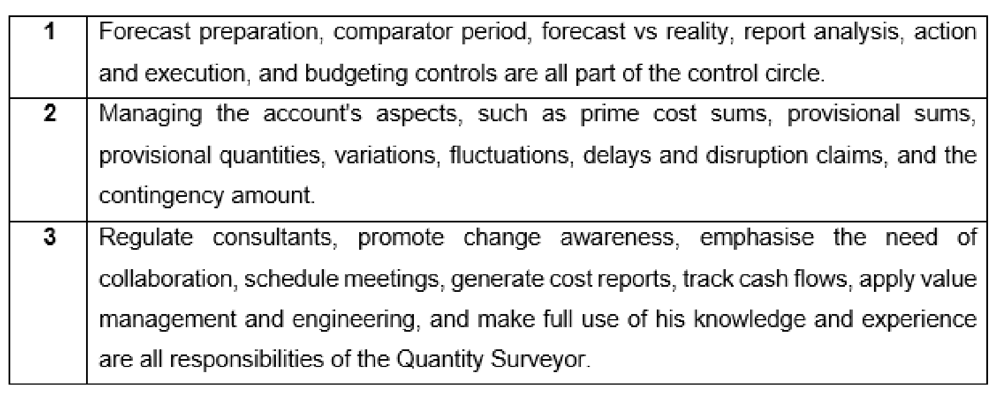 1 Forecast preparation, comparator period, forecast vs reality, report analysis, action
and execution, and budgeting controls are all part of the control circle.
2 Managing the account's aspects, such as prime cost sums, provisional sums,
provisional quantities, variations, fluctuations, delays and disruption claims, and the
contingency amount.
3 Regulate consultants, promote change awareness, emphasise the need of
collaboration, schedule meetings, generate cost reports, track cash flows, apply value
management and engineering, and make full use of his knowledge and experience
are all responsibilities of the Quantity Surveyor.